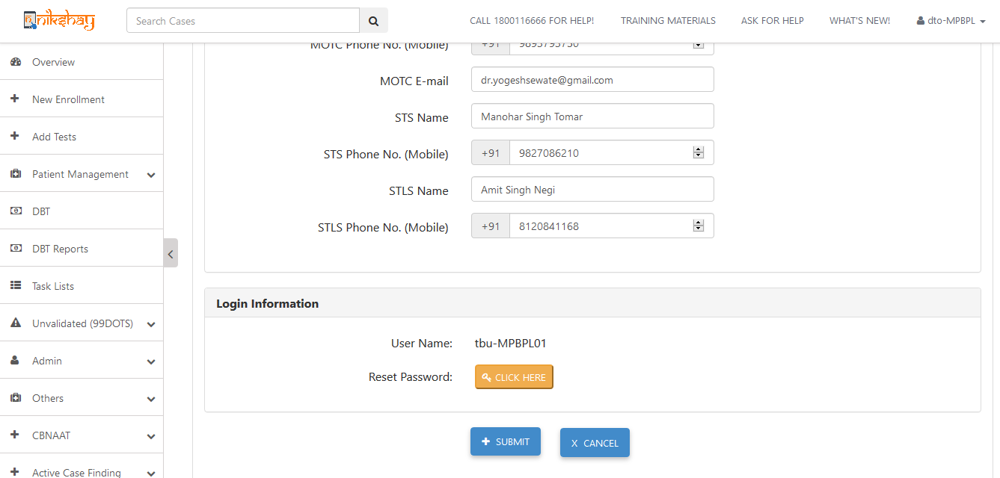 nikshay
Search Cases
CALL 1800116666 FOR HELP!
TRAINING MATERIALS
ASK FOR HELP
WHAT'S NEW!
dto-MPBPL
Overview
New Enrollment
Add Tests
Patient Management
DBT
DBT Reports
Task Lists
Unvalidated (99DOTS)
Admin
Others
CBNAAT
Active Case Finding
MOTC Phone No. (Mobile) +91
MOTC E-mail dr.yogeshsewate@gmail.com
STS Name Manohar Singh Tomar
STS Phone No. (Mobile) +91 9827086210
STLS Name Amit Singh Negi
STLS Phone No. (Mobile) +91 8120841168
Login Information
User Name: tbu-MPBPL01
Reset Password: CLICK HERE
+ SUBMIT X CANCEL